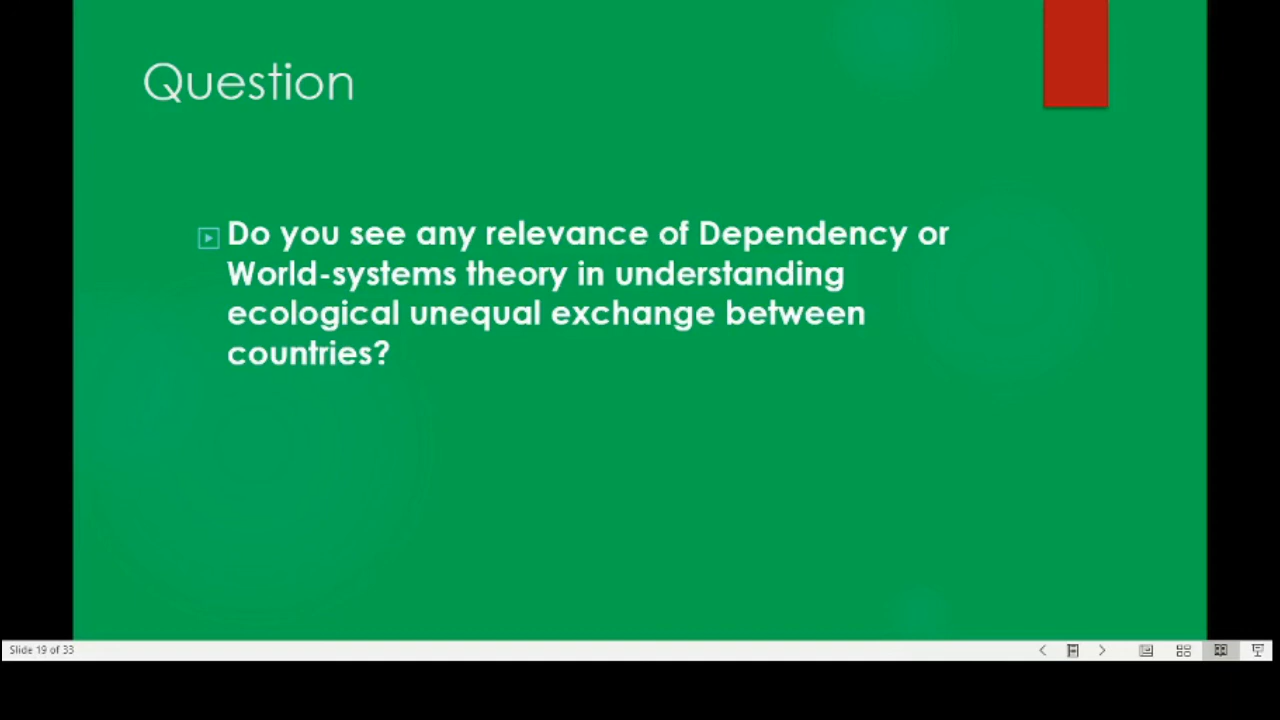 Question
Do you see any relevance of Dependency or
World-systems theory in understanding
ecological unequal exchange between
countries?
Slide 19 of 33